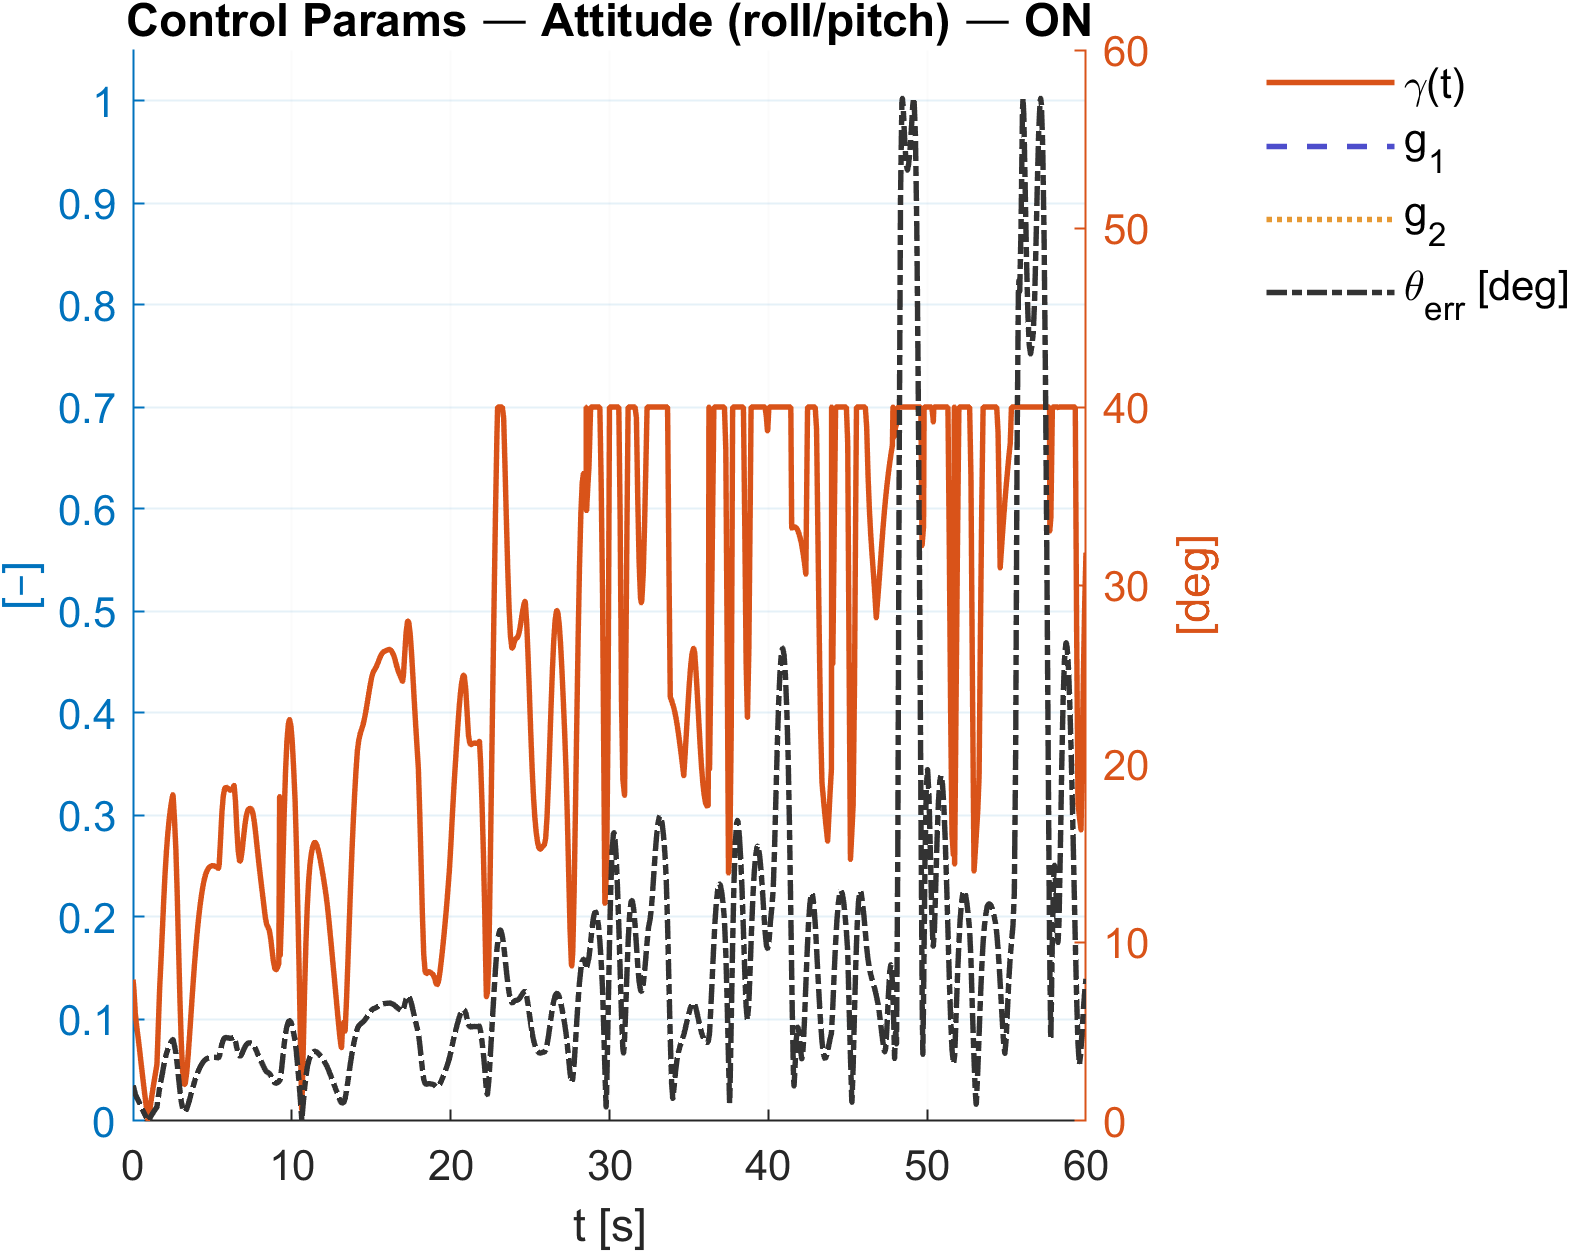 Control Params — Attitude (roll/pitch) — ON
[–]
1
0.9
0.8
0.7
0.6
0.5
0.4
0.3
0.2
0.1
0
60
50
40
30
20
10
0
[deg]
0 10 20 30 40 50 60
t [s]
γ(t)
g1
g2
θerr [deg]